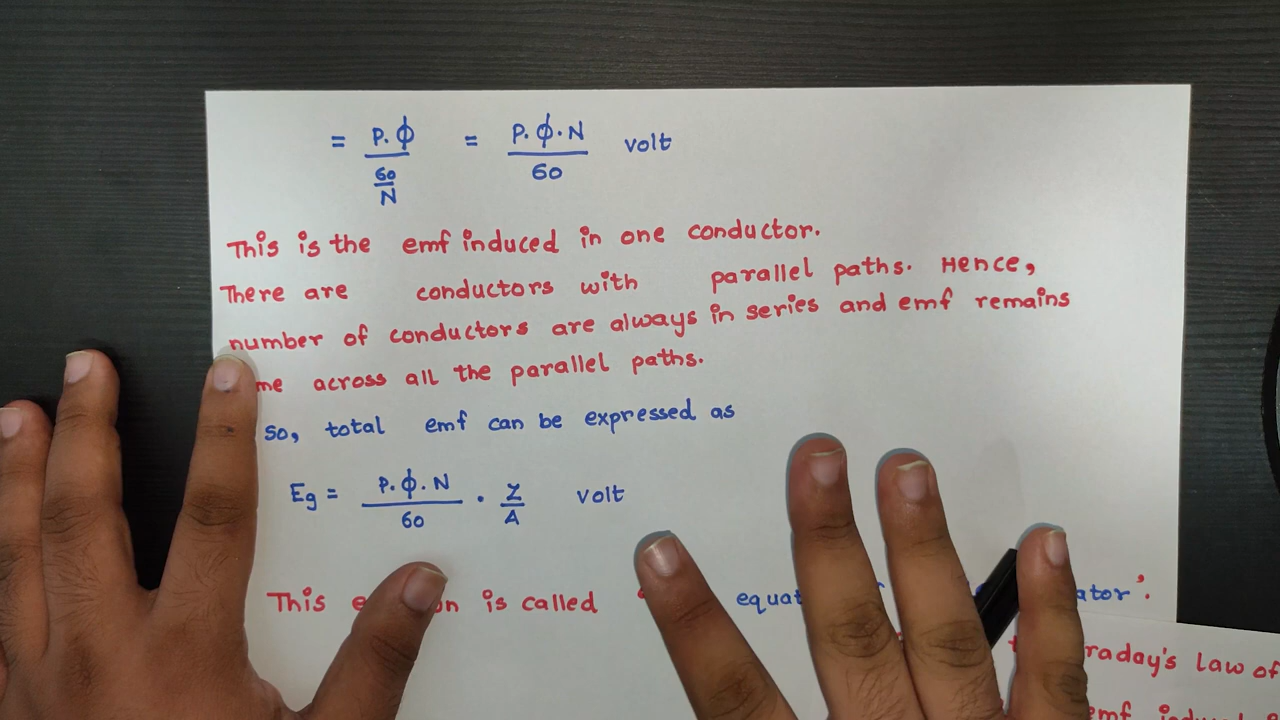 = P.ϕ / (60/N) = P.ϕ.N / 60 volt
This is the emf induced in one conductor.
There are conductors with parallel paths. Hence,
number of conductors are always in series and emf remains
me across all the parallel paths.
So, total emf can be expressed as
Eg = P.ϕ.N / 60 . Z/A volt
This is called
raday's law of
emf